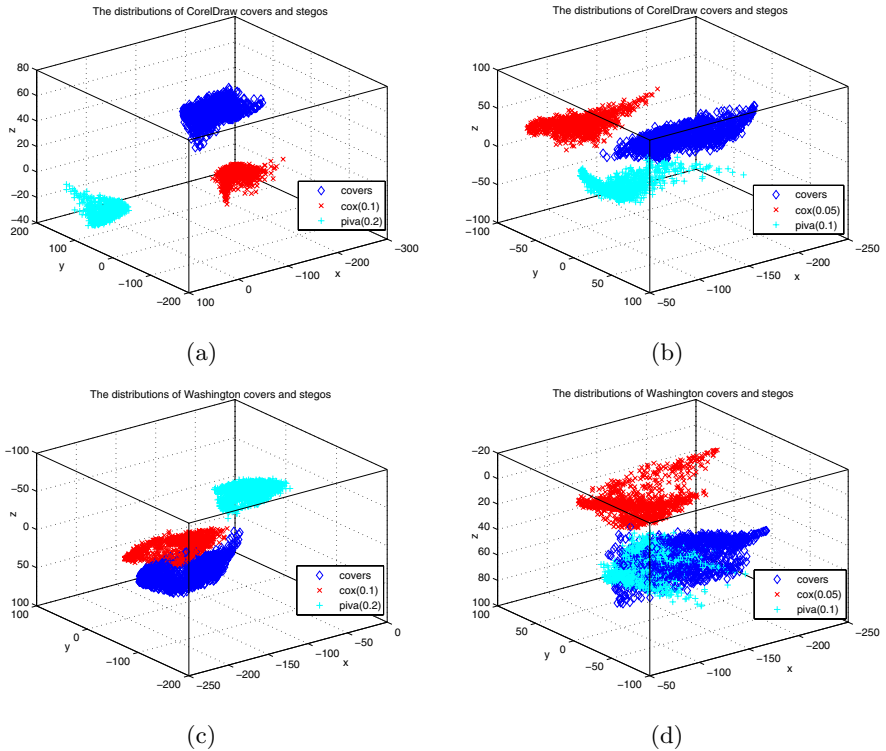 The distributions of CorelDraw covers and stegos
80
60
40
20
0
−20
−40
z
200
100
0
−100
−200
y
100
0
−100
−200
−300
x
covers
cox(0.1)
piva(0.2)
(a)
The distributions of CorelDraw covers and stegos
100
50
0
−50
−100
z
−50
0
50
100
y
−50
−100
−150
−200
−250
x
covers
cox(0.05)
piva(0.1)
(b)
The distributions of Washington covers and stegos
−100
−50
0
50
100
z
100
0
−100
−200
y
−250
−200
−150
−100
−50
0
x
covers
cox(0.1)
piva(0.2)
(c)
The distributions of Washington covers and stegos
−20
0
20
40
60
80
100
z
50
0
−50
−100
y
−50
−100
−150
−200
−250
x
covers
cox(0.05)
piva(0.1)
(d)